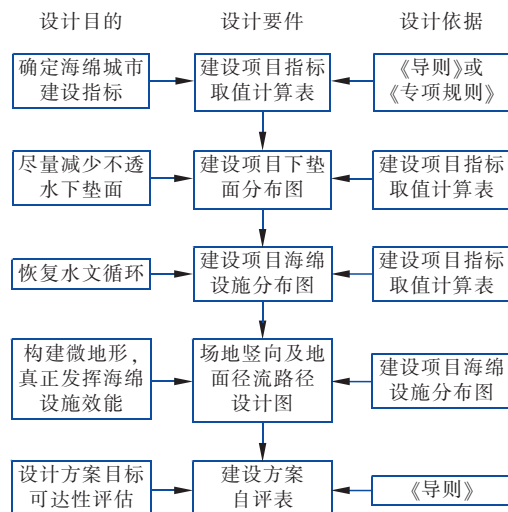 设计目的
设计要件
设计依据
确定海绵城市
建设指标
建设项目指标
取值计算表
《导则》或
《专项规则》
尽量减少不透
水下垫面
建设项目下垫
面分布图
建设项目指标
取值计算表
恢复水文循环
建设项目海绵
设施分布图
建设项目指标
取值计算表
构建微地形，
真正发挥海绵
设施效能
场地竖向及地
面径流路径
设计图
建设项目海绵
设施分布图
设计方案目标
可达性评估
建设方案
自评表
《导则》